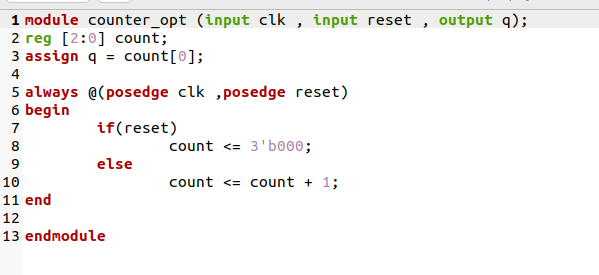 1 module counter_opt (input clk , input reset , output q);
2 reg [2:0] count;
3 assign q = count[0];
4
5 always @(posedge clk ,posedge reset)
6 begin
7         if(reset)
8                 count <= 3'b000;
9         else
10                 count <= count + 1;
11 end
12
13 endmodule